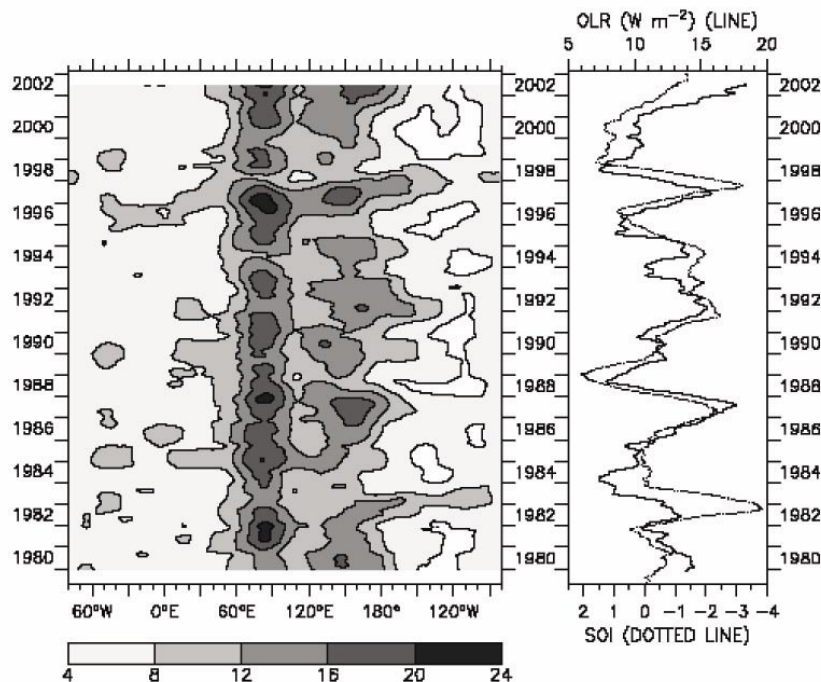 OLR (W m−2) (LINE)
6 10 15 20
2002 2002 2002
2000 2000 2000
1998 1998 1998
1996 1996 1996
1994 1994 1994
1992 1992 1992
1990 1990 1990
1988 1988 1988
1986 1986 1986
1984 1984 1984
1982 1982 1982
1980 1980 1980
60°W 0°E 60°E 120°E 180° 120°W
2 1 0 −1 −2 −3 −4
SOI (DOTTED LINE)
4 8 12 16 20 24